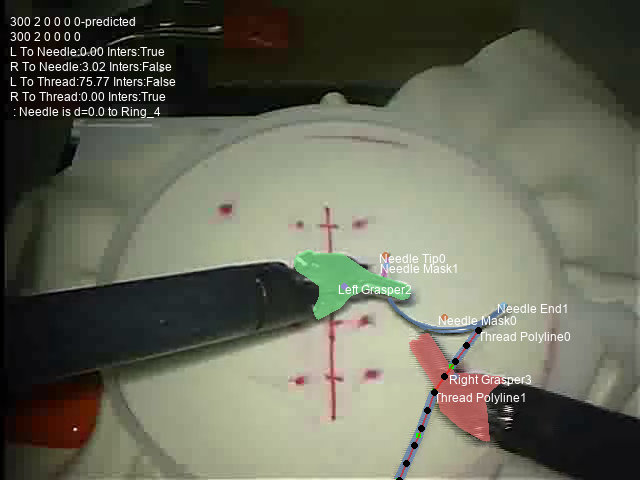 300 2 0 0 0 0-predicted
300 2 0 0 0 0
L To Needle:0.00 Inters:True
R To Needle:3.02 Inters:False
L To Thread:75.77 Inters:False
R To Thread:0.00 Inters:True
: Needle is d=0.0 to Ring_4
Needle Tip0
Needle Mask1
Left Grasper2
Needle End1
Needle Mask0
Thread Polyline0
Right Grasper3
Thread Polyline1